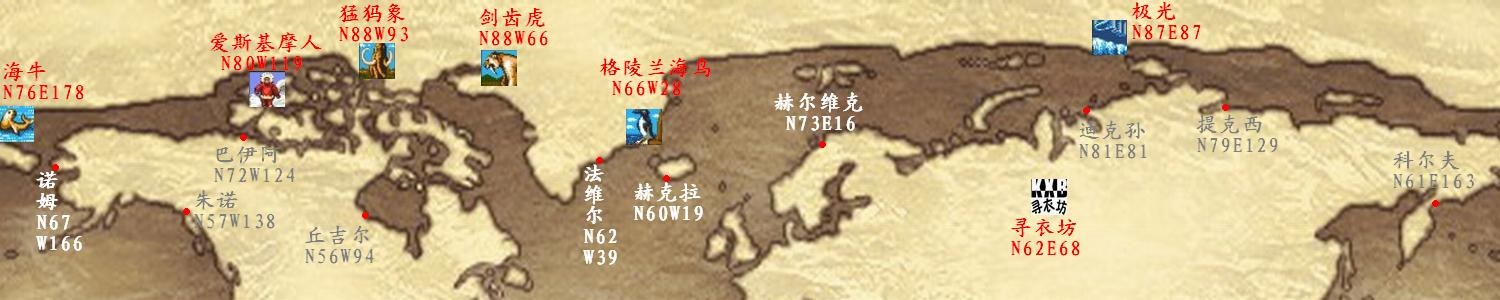 海牛
N76E178
爱斯基摩人
N80W119
猛犸象
N88W93
剑齿虎
N88W66
格陵兰海鸟
N66W28
极光
N87E87
赫尔维克
N73E16
迪克孙
N81E81
提克西
N79E129
科尔夫
N61E163
诺
姆
N67
W166
巴伊阿
N72W124
朱诺
N57W138
丘吉尔
N56W94
法
维
尔
N62
W39
赫克拉
N60W19
寻衣坊
寻衣坊
N62E68